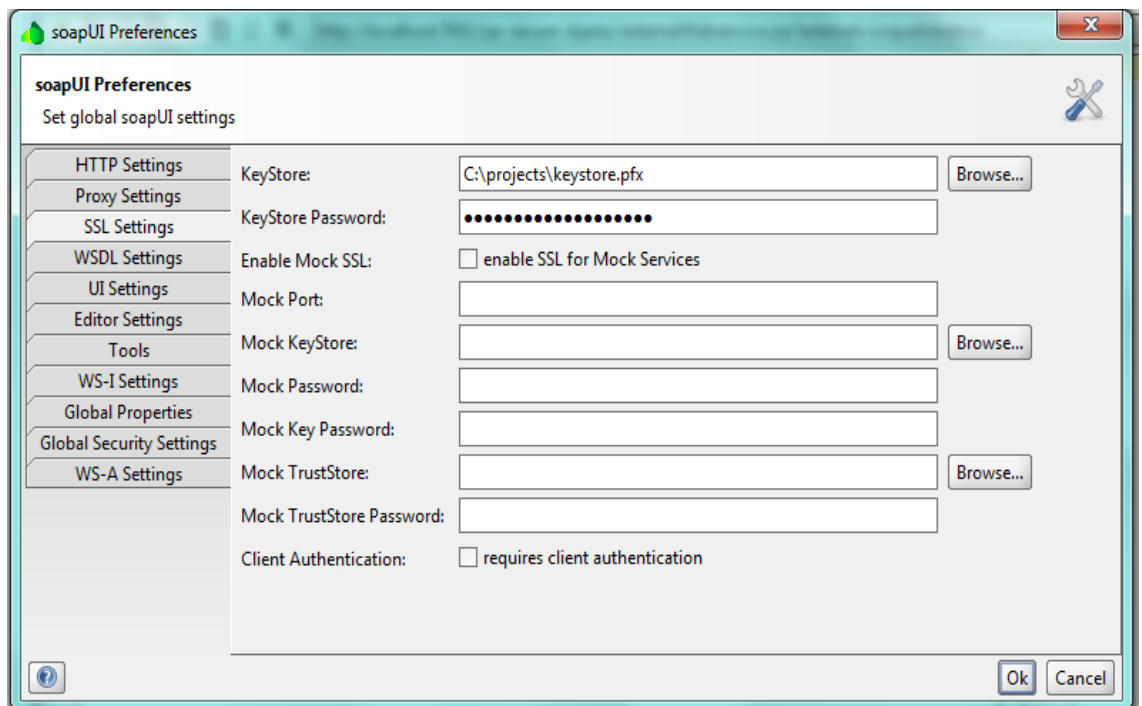 soapUI Preferences
soapUI Preferences
Set global soapUI settings
HTTP Settings
Proxy Settings
SSL Settings
WSDL Settings
UI Settings
Editor Settings
Tools
WS-I Settings
Global Properties
Global Security Settings
WS-A Settings
KeyStore: C:\projects\keystore.pfx Browse...
KeyStore Password: •••••••••••••••••••
Enable Mock SSL: enable SSL for Mock Services
Mock Port:
Mock KeyStore: Browse...
Mock Password:
Mock Key Password:
Mock TrustStore: Browse...
Mock TrustStore Password:
Client Authentication: requires client authentication
Ok Cancel